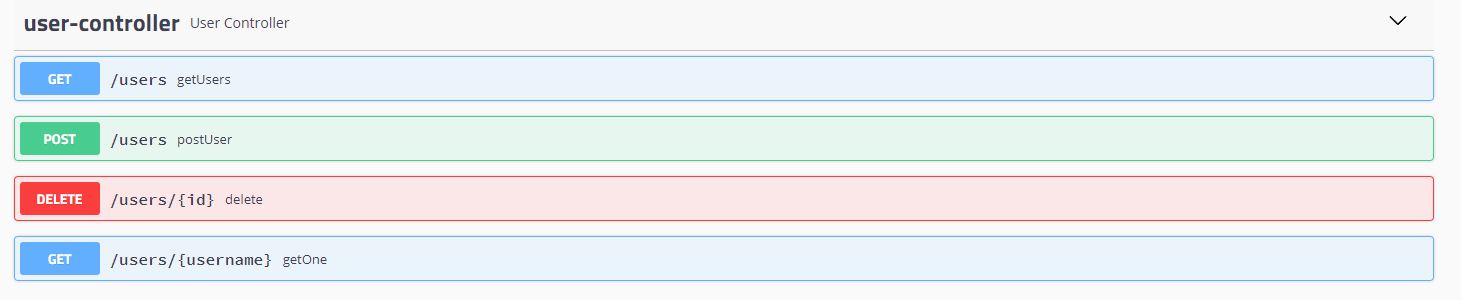 user-controller User Controller
GET /users getUsers
POST /users postUser
DELETE /users/{id} delete
GET /users/{username} getOne